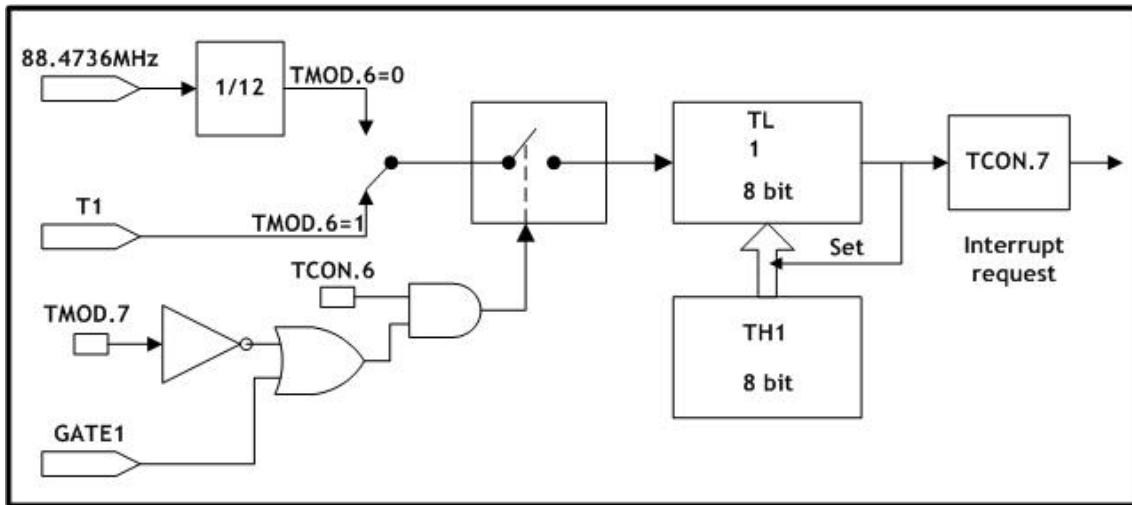 88.4736MHz
1/12
TMOD.6=0
T1
TMOD.6=1
TCON.6
TMOD.7
GATE1
TL
1
8 bit
TCON.7
Set
Interrupt
request
TH1
8 bit